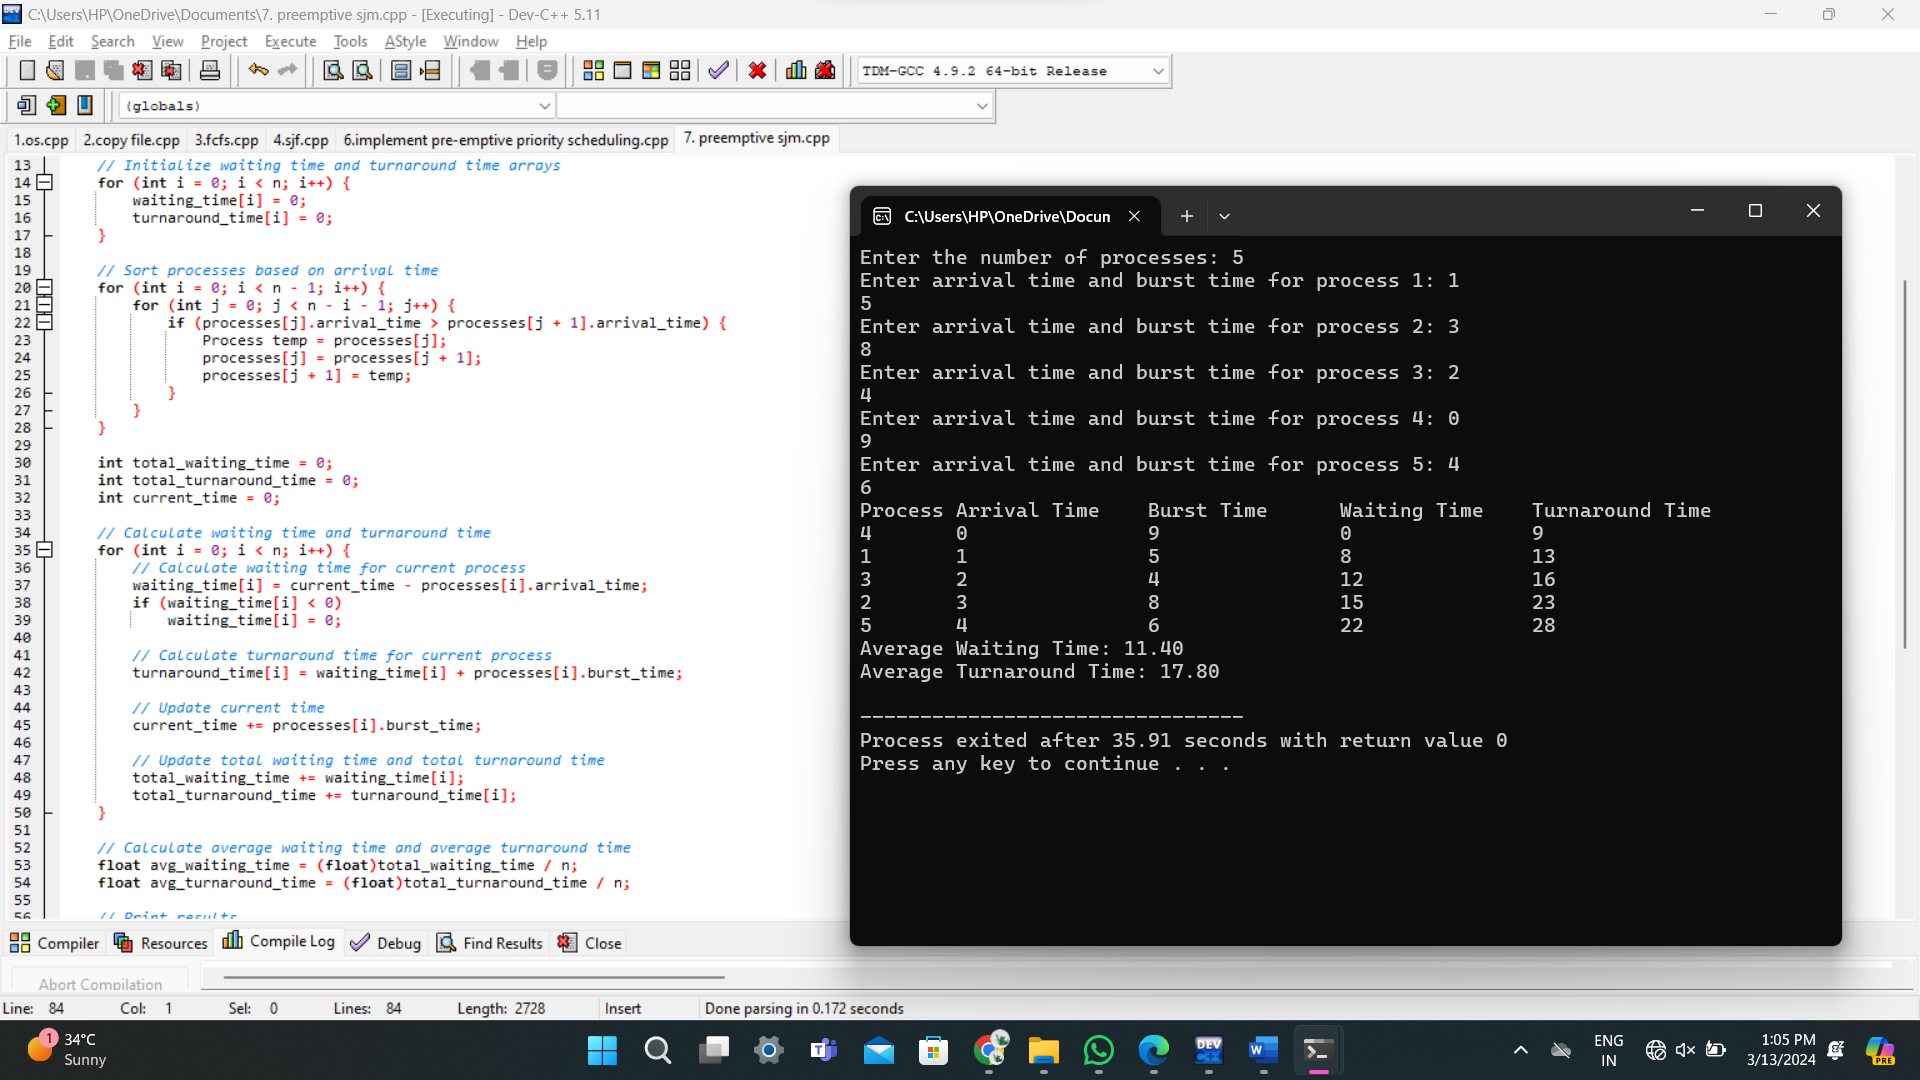 C:\Users\HP\OneDrive\Documents\7. preemptive sjm.cpp - [Executing] - Dev-C++ 5.11
File Edit Search View Project Execute Tools AStyle Window Help
TDM-GCC 4.9.2 64-bit Release
(globals)
1.os.cpp 2.copy file.cpp 3.fcfs.cpp 4.sjf.cpp 6.implement pre-emptive priority scheduling.cpp 7. preemptive sjm.cpp
13 // Initialize waiting time and turnaround time arrays
14 for (int i = 0; i < n; i++) {
15 waiting_time[i] = 0;
16 turnaround_time[i] = 0;
17 }
18
19 // Sort processes based on arrival time
20 for (int i = 0; i < n - 1; i++) {
21 for (int j = 0; j < n - i - 1; j++) {
22 if (processes[j].arrival_time > processes[j + 1].arrival_time) {
23 Process temp = processes[j];
24 processes[j] = processes[j + 1];
25 processes[j + 1] = temp;
26 }
27 }
28 }
29
30 int total_waiting_time = 0;
31 int total_turnaround_time = 0;
32 int current_time = 0;
33
34 // Calculate waiting time and turnaround time
35 for (int i = 0; i < n; i++) {
36 // Calculate waiting time for current process
37 waiting_time[i] = current_time - processes[i].arrival_time;
38 if (waiting_time[i] < 0)
39 waiting_time[i] = 0;
40
41 // Calculate turnaround time for current process
42 turnaround_time[i] = waiting_time[i] + processes[i].burst_time;
43
44 // Update current time
45 current_time += processes[i].burst_time;
46
47 // Update total waiting time and total turnaround time
48 total_waiting_time += waiting_time[i];
49 total_turnaround_time += turnaround_time[i];
50 }
51
52 // Calculate average waiting time and average turnaround time
53 float avg_waiting_time = (float)total_waiting_time / n;
54 float avg_turnaround_time = (float)total_turnaround_time / n;
55
56 // Print results
C:\Users\HP\OneDrive\Docun
Enter the number of processes: 5
Enter arrival time and burst time for process 1: 1
5
Enter arrival time and burst time for process 2: 3
8
Enter arrival time and burst time for process 3: 2
4
Enter arrival time and burst time for process 4: 0
9
Enter arrival time and burst time for process 5: 4
6
Process Arrival Time Burst Time Waiting Time Turnaround Time
4 0 9 0 9
1 1 5 8 13
3 2 4 12 16
2 3 8 15 23
5 4 6 22 28
Average Waiting Time: 11.40
Average Turnaround Time: 17.80
--------------------------------
Process exited after 35.91 seconds with return value 0
Press any key to continue . . .
Compiler Resources Compile Log Debug Find Results Close
Abort Compilation
Line: 84 Col: 1 Sel: 0 Lines: 84 Length: 2728 Insert Done parsing in 0.172 seconds
1
34°C
Sunny
DEV
C++
W
PRE
ENG
IN
1:05 PM
3/13/2024